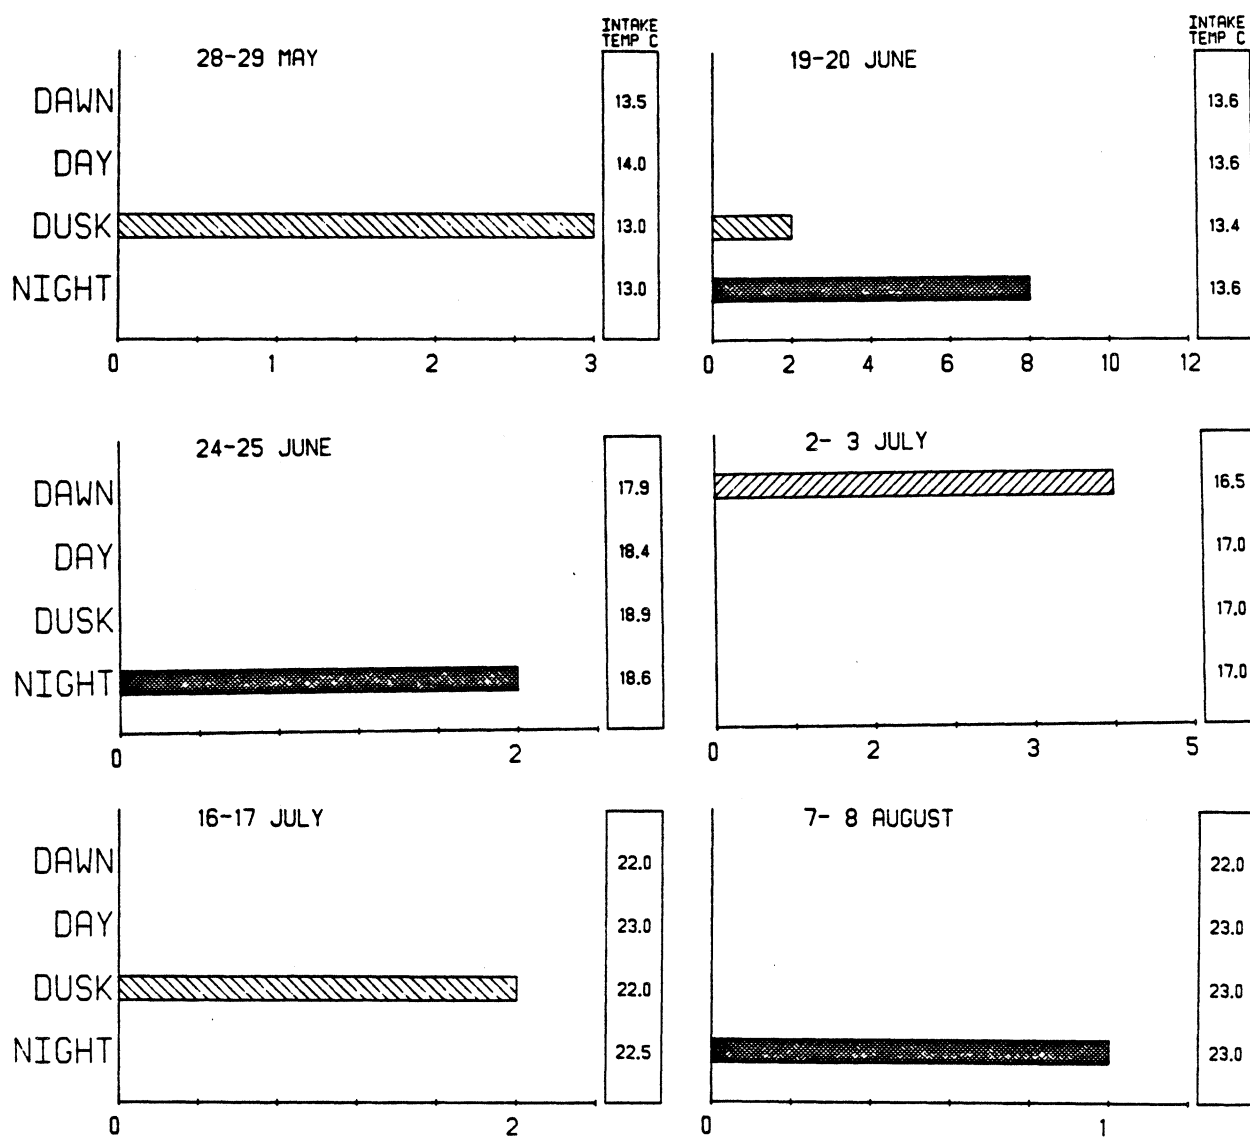 INTAKE
TEMP C
28-29 MAY
DAWN 13.5
DAY 14.0
DUSK 13.0
NIGHT 13.0
0 1 2 3
INTAKE
TEMP C
19-20 JUNE
13.6
13.6
13.4
13.6
0 2 4 6 8 10 12
24-25 JUNE
DAWN 17.9
DAY 18.4
DUSK 18.9
NIGHT 18.6
0 2
2- 3 JULY
16.5
17.0
17.0
17.0
0 2 3 5
16-17 JULY
DAWN 22.0
DAY 23.0
DUSK 22.0
NIGHT 22.5
0 2
7- 8 AUGUST
22.0
23.0
23.0
23.0
0 1